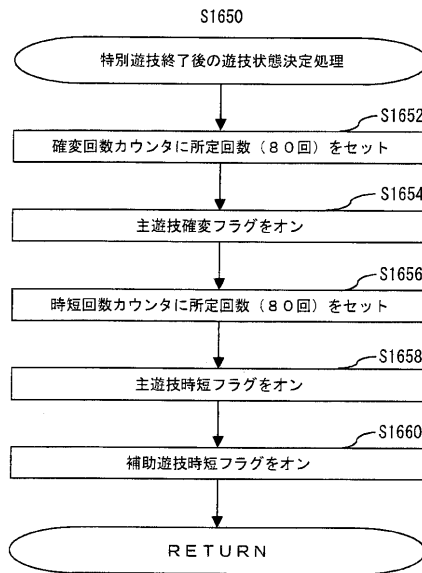 S1650
特別遊技終了後の遊技状態決定処理
S1652
確変回数カウンタに所定回数(80回)をセット
S1654
主遊技確変フラグをオン
S1656
時短回数カウンタに所定回数(80回)をセット
S1658
主遊技時短フラグをオン
S1660
補助遊技時短フラグをオン
RETURN